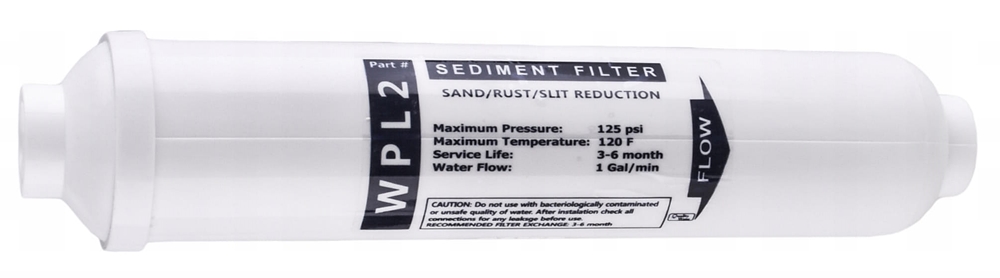 Part #
WPL2
SEDIMENT FILTER
SAND/RUST/SLIT REDUCTION
Maximum Pressure: 125 psi
Maximum Temperature: 120 F
Service Life: 3-6 month
Water Flow: 1 Gal/min
CAUTION: Do not use with bacteriologically contaminated
or unsafe quality of water. After instalation check all
connections for any leaksge before use.
RECOMMENDED FILTER EXCHANGE: 3-6 month
FLOW